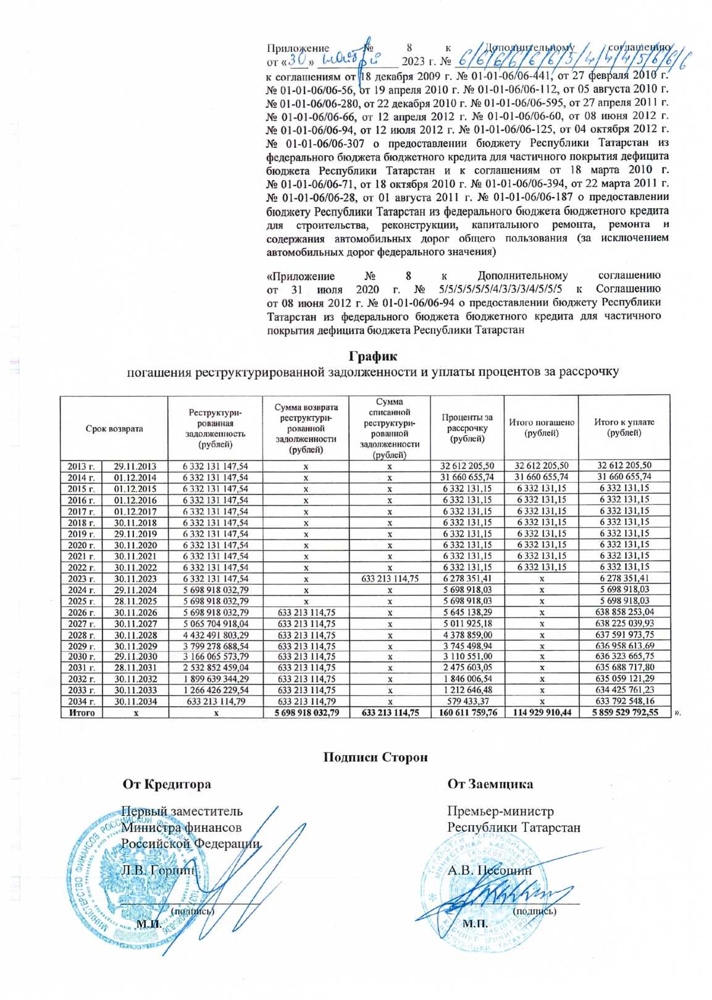 Приложение № 8 к Дополнительному соглашению
от «30» ноября 2023 г. № 6/6/6/6/6/6/5/4/4/4/5/6/6/6
к соглашениям от 18 декабря 2009 г. № 01-01-06/06-441, от 27 февраля 2010 г.
№ 01-01-06/06-56, от 19 апреля 2010 г. № 01-01-06/06-112, от 05 августа 2010 г.
№ 01-01-06/06-280, от 22 декабря 2010 г. № 01-01-06/06-595, от 27 апреля 2011 г.
№ 01-01-06/06-66, от 12 апреля 2012 г. № 01-01-06/06-60, от 08 июня 2012 г.
№ 01-01-06/06-94, от 12 июля 2012 г. № 01-01-06/06-125, от 04 октября 2012 г.
№ 01-01-06/06-307 о предоставлении бюджету Республики Татарстан из
федерального бюджета бюджетного кредита для частичного покрытия дефицита
бюджета Республики Татарстан и к соглашениям от 18 марта 2010 г.
№ 01-01-06/06-71, от 18 октября 2010 г. № 01-01-06/06-394, от 22 марта 2011 г.
№ 01-01-06/06-28, от 01 августа 2011 г. № 01-01-06/06-187 о предоставлении
бюджету Республики Татарстан из федерального бюджета бюджетного кредита
для строительства, реконструкции, капитального ремонта, ремонта и
содержания автомобильных дорог общего пользования (за исключением
автомобильных дорог федерального значения)
«Приложение № 8 к Дополнительному соглашению
от 31 июля 2020 г. № 5/5/5/5/5/5/4/3/3/3/4/5/5/5 к Соглашению
от 08 июня 2012 г. № 01-01-06/06-94 о предоставлении бюджету Республики
Татарстан из федерального бюджета бюджетного кредита для частичного
покрытия дефицита бюджета Республики Татарстан
График
погашения реструктурированной задолженности и уплаты процентов за рассрочку
Срок возврата
Реструктури-
рованная
задолженность
(рублей)
Сумма возврата
реструктури-
рованной
задолженности
(рублей)
Сумма
списанной
реструктури-
рованной
задолженности
(рублей)
Проценты за
рассрочку
(рублей)
Итого погашено
(рублей)
Итого к уплате
(рублей)
2013 г. 29.11.2013 6 332 131 147,54 х х 32 612 205,50 32 612 205,50 32 612 205,50
2014 г. 01.12.2014 6 332 131 147,54 х х 31 660 655,74 31 660 655,74 31 660 655,74
2015 г. 01.12.2015 6 332 131 147,54 х х 6 332 131,15 6 332 131,15 6 332 131,15
2016 г. 01.12.2016 6 332 131 147,54 х х 6 332 131,15 6 332 131,15 6 332 131,15
2017 г. 01.12.2017 6 332 131 147,54 х х 6 332 131,15 6 332 131,15 6 332 131,15
2018 г. 30.11.2018 6 332 131 147,54 х х 6 332 131,15 6 332 131,15 6 332 131,15
2019 г. 29.11.2019 6 332 131 147,54 х х 6 332 131,15 6 332 131,15 6 332 131,15
2020 г. 30.11.2020 6 332 131 147,54 х х 6 332 131,15 6 332 131,15 6 332 131,15
2021 г. 30.11.2021 6 332 131 147,54 х х 6 332 131,15 6 332 131,15 6 332 131,15
2022 г. 30.11.2022 6 332 131 147,54 х х 6 332 131,15 6 332 131,15 6 332 131,15
2023 г. 30.11.2023 6 332 131 147,54 х 633 213 114,75 6 278 351,41 х 6 278 351,41
2024 г. 29.11.2024 5 698 918 032,79 х х 5 698 918,03 х 5 698 918,03
2025 г. 28.11.2025 5 698 918 032,79 х х 5 698 918,03 х 5 698 918,03
2026 г. 30.11.2026 5 698 918 032,79 633 213 114,75 х 5 645 138,29 х 638 858 253,04
2027 г. 30.11.2027 5 065 704 918,04 633 213 114,75 х 5 011 925,18 х 638 225 039,93
2028 г. 30.11.2028 4 432 491 803,29 633 213 114,75 х 4 378 859,00 х 637 591 973,75
2029 г. 30.11.2029 3 799 278 688,54 633 213 114,75 х 3 745 498,94 х 636 958 613,69
2030 г. 29.11.2030 3 166 065 573,79 633 213 114,75 х 3 110 551,00 х 636 323 665,75
2031 г. 28.11.2031 2 532 852 459,04 633 213 114,75 х 2 475 603,05 х 635 688 717,80
2032 г. 30.11.2032 1 899 639 344,29 633 213 114,75 х 1 846 006,54 х 635 059 121,29
2033 г. 30.11.2033 1 266 426 229,54 633 213 114,75 х 1 212 646,48 х 634 425 761,23
2034 г. 30.11.2034 633 213 114,79 633 213 114,79 х 579 433,37 х 633 792 548,16
Итого х х 5 698 918 032,79 633 213 114,75 160 611 759,76 114 929 910,44 5 859 529 792,55 ».
Подписи Сторон
От Кредитора
Первый заместитель
Министра финансов
Российской Федерации
Л.В. Горнин
(подпись)
М.П.
МИНИСТЕРСТВО ФИНАНСОВ РОССИЙСКОЙ ФЕДЕРАЦИИ
От Заемщика
Премьер-министр
Республики Татарстан
А.В. Песошин
(подпись)
М.П.
ТАТАРСТАН РЕСПУБЛИКАСЫ
МИНИСТРЛАР КАБИНЕТЫ
КАБИНЕТ МИНИСТРОВ
РЕСПУБЛИКИ ТАТАРСТАН